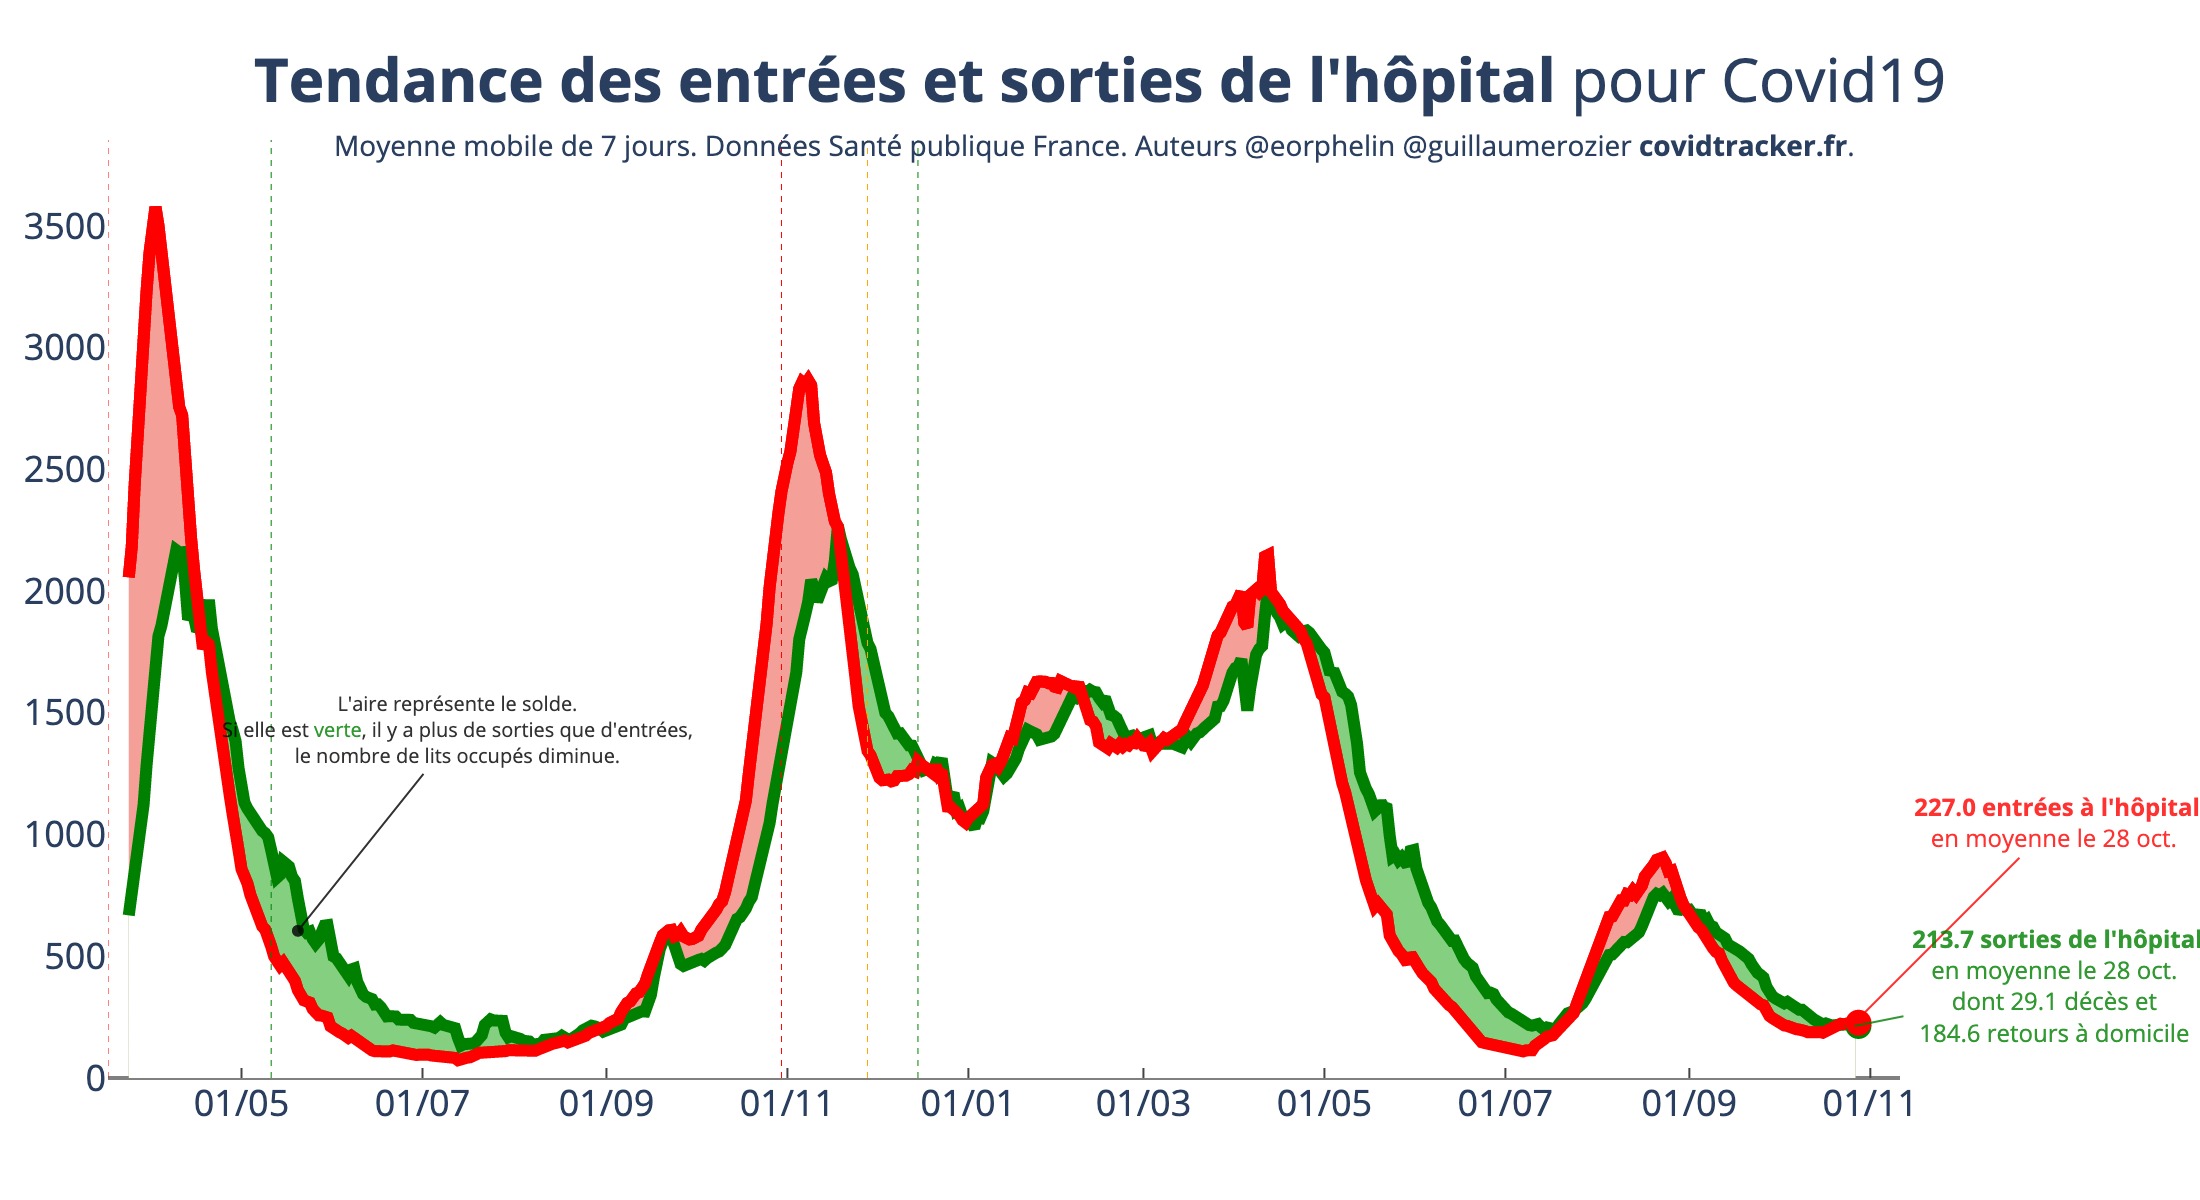 Tendance des entrées et sorties de l'hôpital pour Covid19
Moyenne mobile de 7 jours. Données Santé publique France. Auteurs @eorphelin @guillaumerozier covidtracker.fr.
3500
3000
2500
2000
1500
1000
500
0
L'aire représente le solde.
Si elle est verte, il y a plus de sorties que d'entrées,
le nombre de lits occupés diminue.
227.0 entrées à l'hôpital
en moyenne le 28 oct.
213.7 sorties de l'hôpital
en moyenne le 28 oct.
dont 29.1 décès et
184.6 retours à domicile
01/05 01/07 01/09 01/11 01/01 01/03 01/05 01/07 01/09 01/11